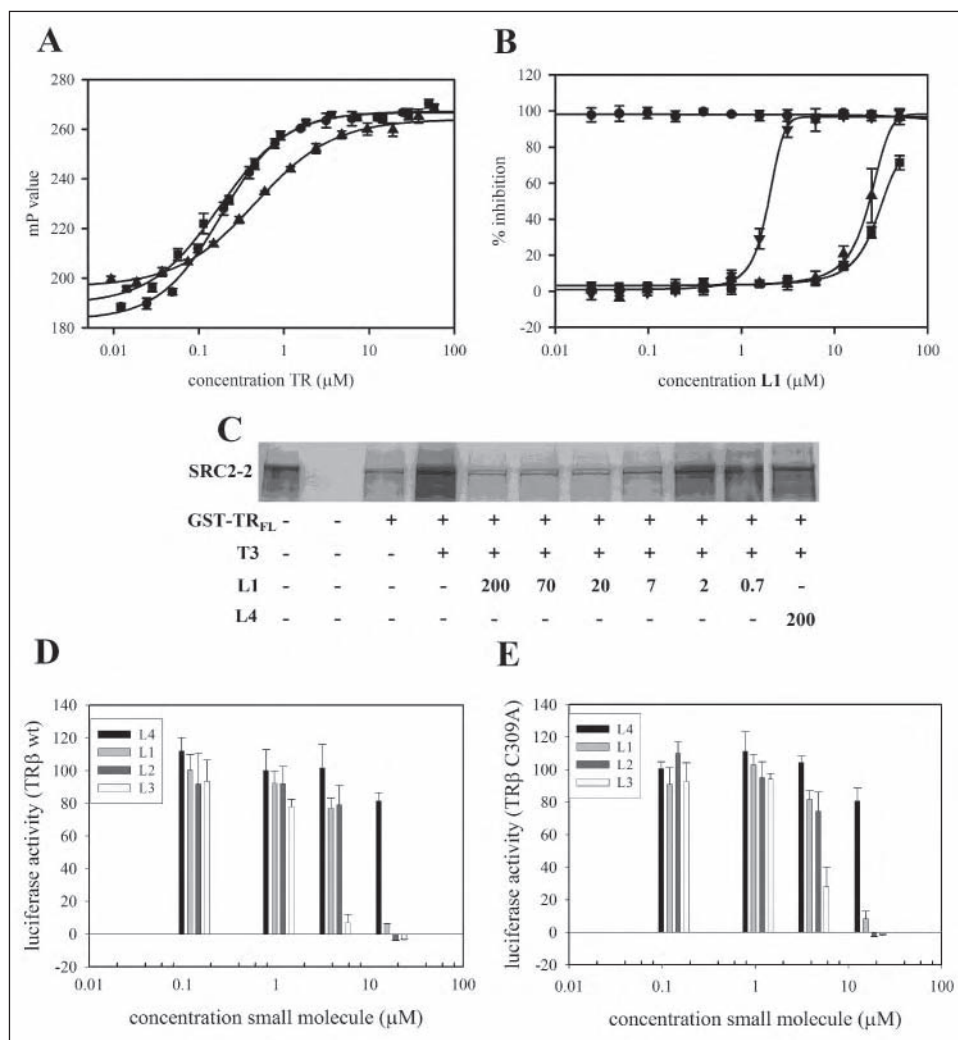 A
280
260
240
220
200
180
mP value
0.01 0.1 1 10 100
concentration TR (µM)
B
120
100
80
60
40
20
0
-20
% inhibition
0.01 0.1 1 10 100
concentration L1 (µM)
C
SRC2-2
GST-TRFL - - + + + + + + + + +
T3 - - - + + + + + + + +
L1 - - - - 200 70 20 7 2 0.7 -
L4 - - - - - - - - - - 200
D
140
120
100
80
60
40
20
0
-20
luciferase activity (TRβ wt)
L4
L1
L2
L3
0.01 0.1 1 10 100
concentration small molecule (µM)
E
140
120
100
80
60
40
20
0
-20
luciferase activity (TRβ C309A)
L4
L1
L2
L3
0.01 0.1 1 10 100
concentration small molecule (µM)